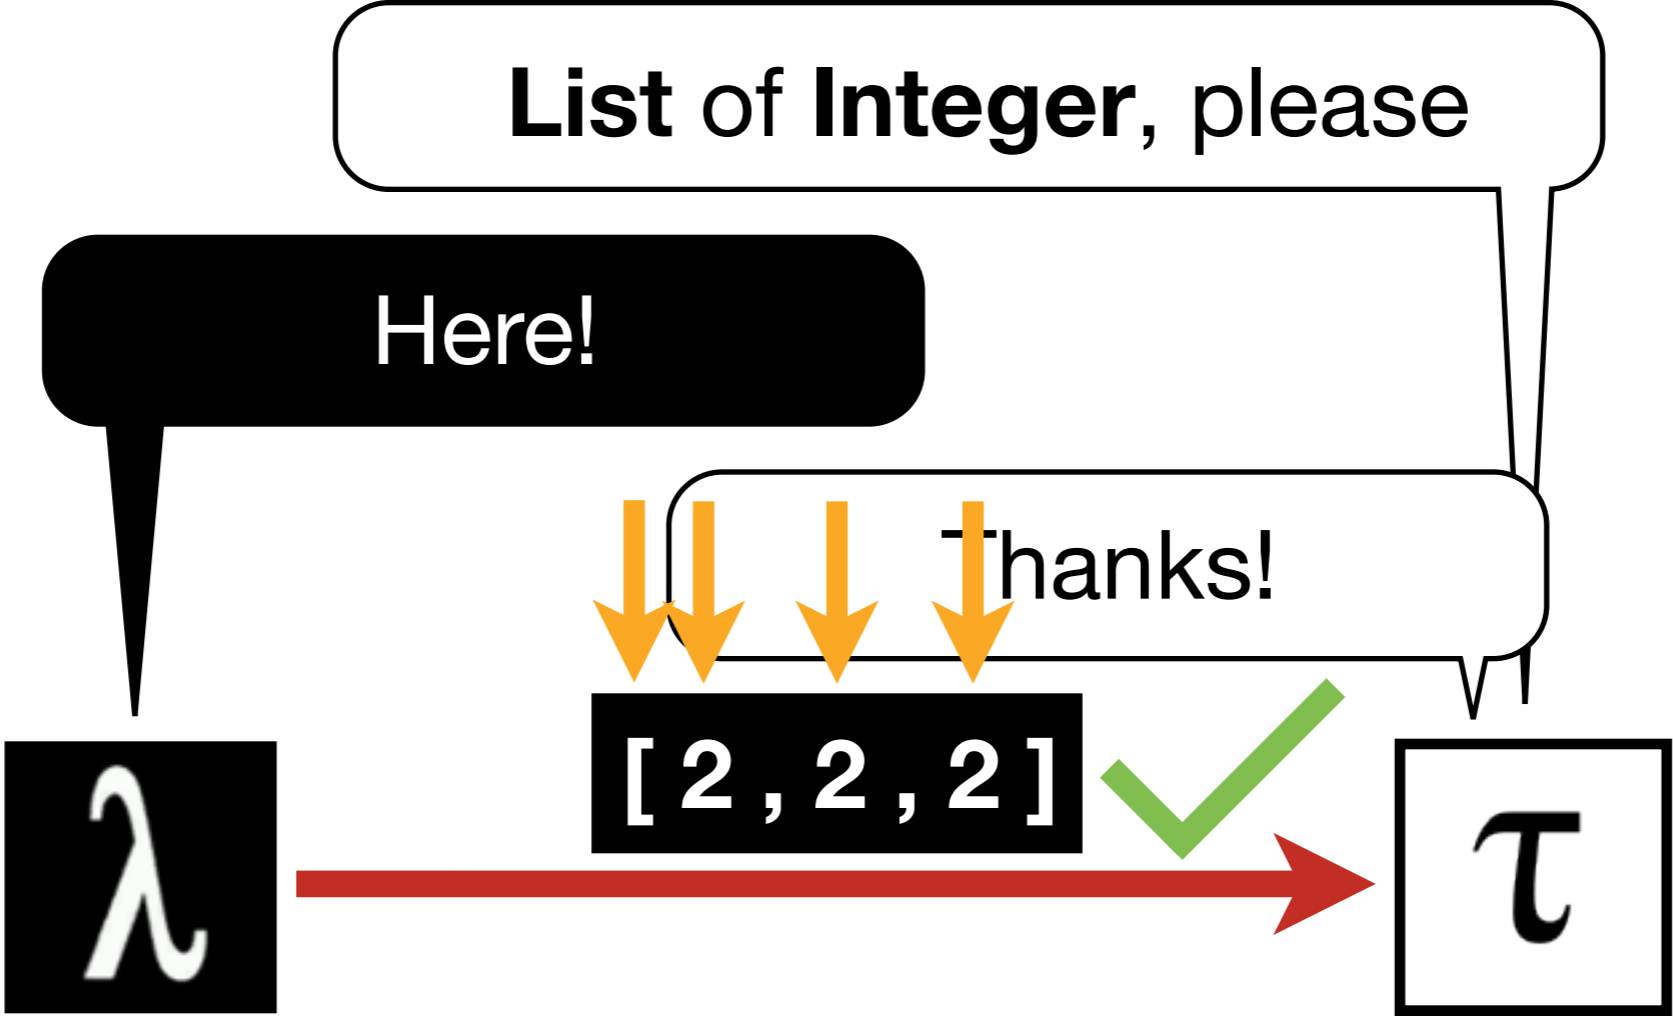 List of Integer, please
Here!
Thanks!
[ 2 , 2 , 2 ]
λ
τ